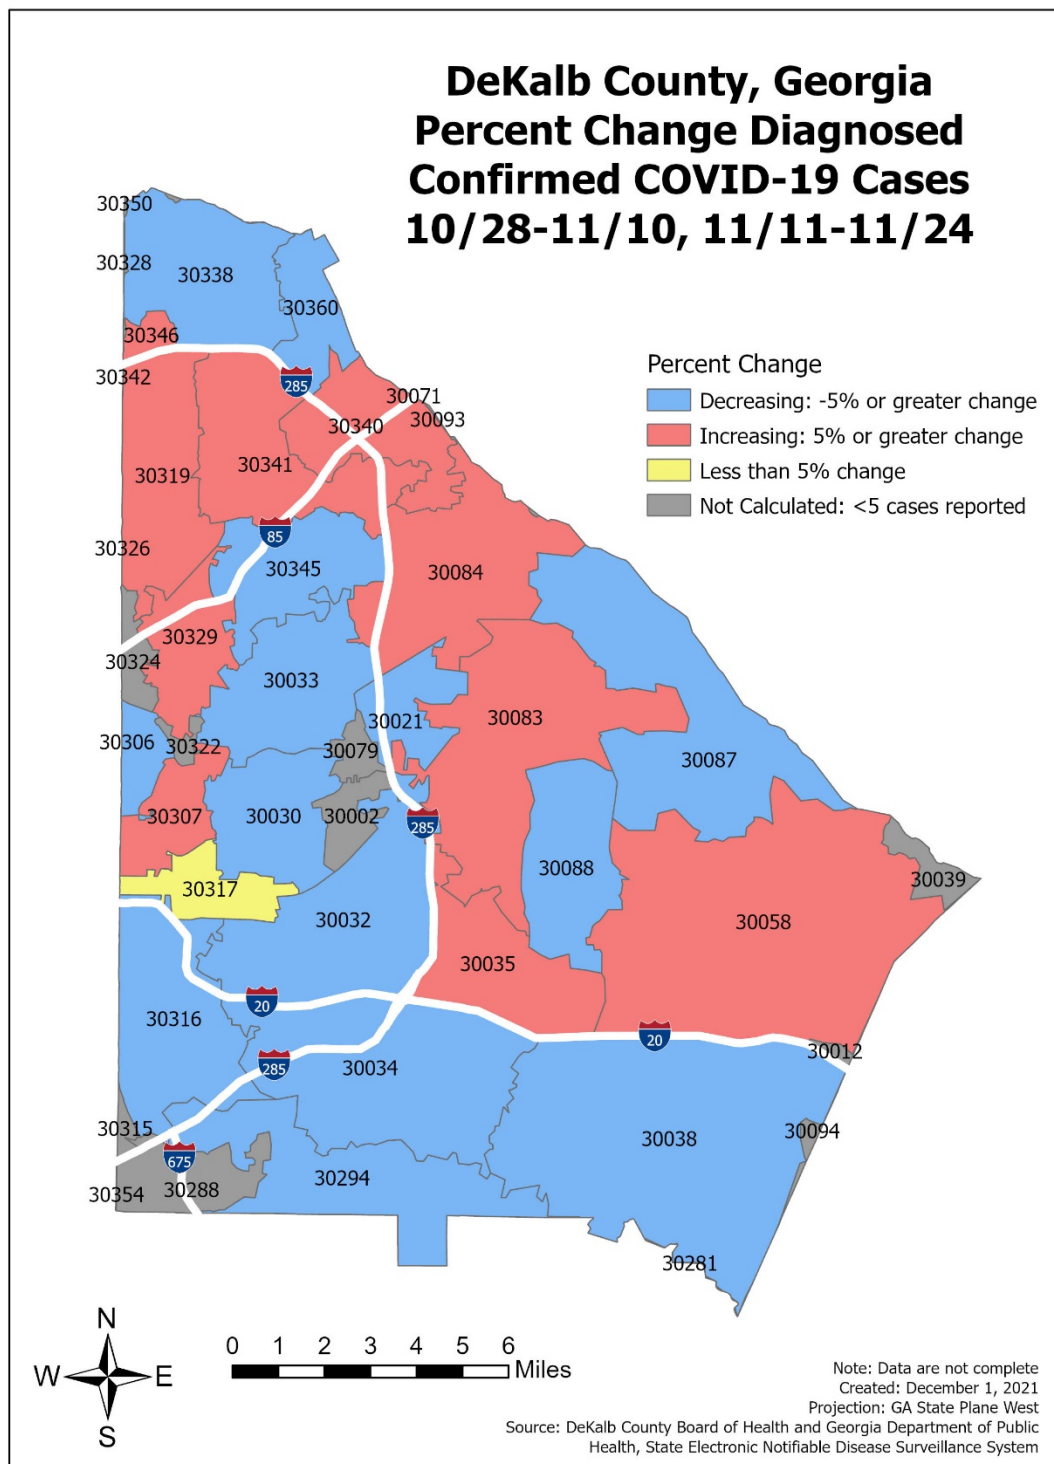 DeKalb County, Georgia
Percent Change Diagnosed
Confirmed COVID-19 Cases
10/28-11/10, 11/11-11/24
30350
30328
30338
30360
30346
30342
285
30071
30340
30093
30319
30341
Percent Change
Decreasing: -5% or greater change
Increasing: 5% or greater change
Less than 5% change
Not Calculated: <5 cases reported
85
30326
30345
30084
30329
30324
30033
30306
30322
30079
30021
30083
30087
30307
30030
30002
285
30088
30317
30039
30032
30058
30035
20
30316
20
30012
285
30034
30315
30038
30094
675
30354
30288
30294
30281
N
W
E
S
0 1 2 3 4 5 6
Miles
Note: Data are not complete
Created: December 1, 2021
Projection: GA State Plane West
Source: DeKalb County Board of Health and Georgia Department of Public
Health, State Electronic Notifiable Disease Surveillance System